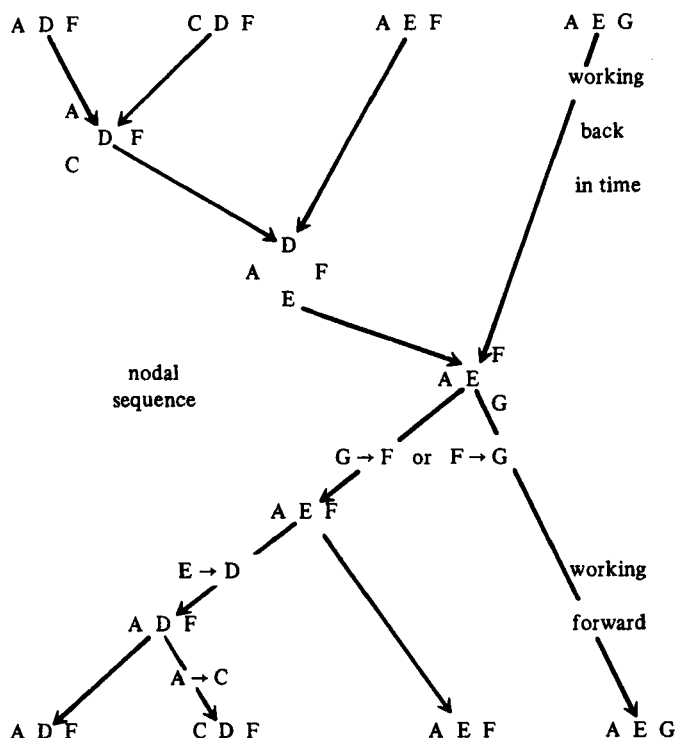 A D F C D F A E F A E G
working
A
D F
back
C
in time
D
A F
E
F
A E
nodal
G
sequence
G → F or F → G
A E F
E → D
working
A D F
forward
A → C
A D F C D F A E F A E G